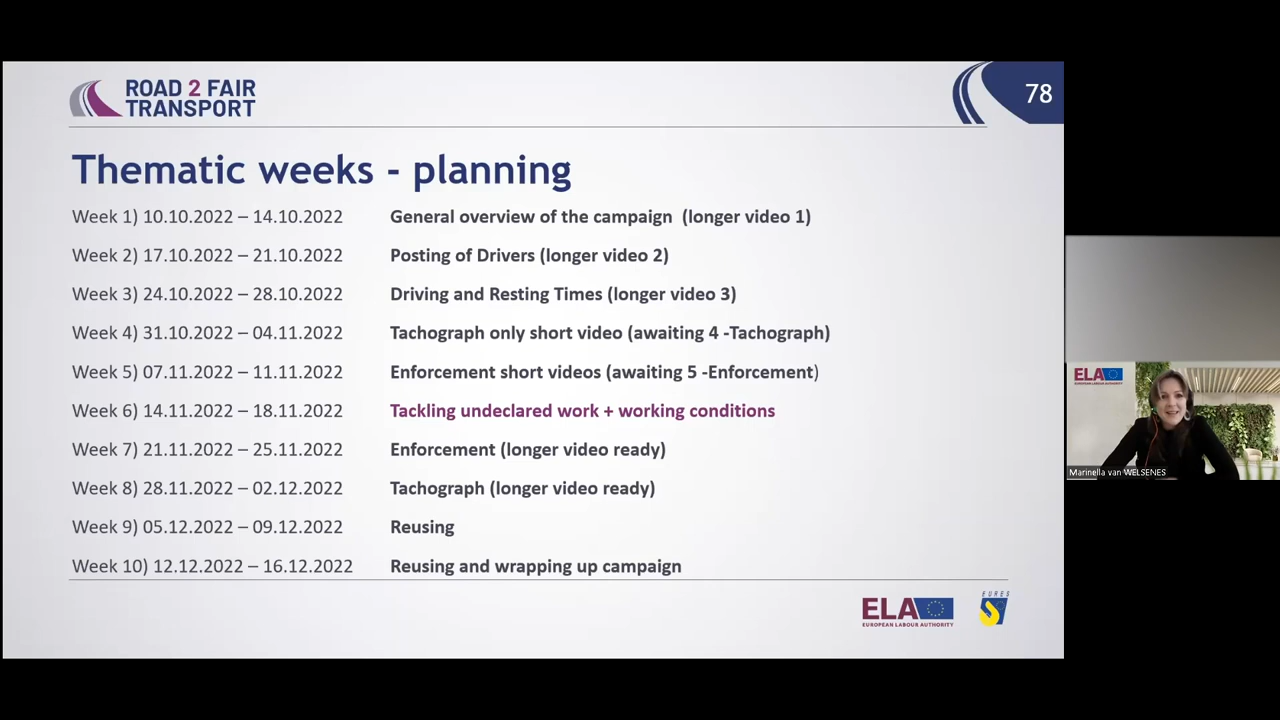 ROAD 2 FAIR
TRANSPORT
78
Thematic weeks - planning
Week 1) 10.10.2022 – 14.10.2022 General overview of the campaign (longer video 1)
Week 2) 17.10.2022 – 21.10.2022 Posting of Drivers (longer video 2)
Week 3) 24.10.2022 – 28.10.2022 Driving and Resting Times (longer video 3)
Week 4) 31.10.2022 – 04.11.2022 Tachograph only short video (awaiting 4 -Tachograph)
Week 5) 07.11.2022 – 11.11.2022 Enforcement short videos (awaiting 5 -Enforcement)
Week 6) 14.11.2022 – 18.11.2022 Tackling undeclared work + working conditions
Week 7) 21.11.2022 – 25.11.2022 Enforcement (longer video ready)
Week 8) 28.11.2022 – 02.12.2022 Tachograph (longer video ready)
Week 9) 05.12.2022 – 09.12.2022 Reusing
Week 10) 12.12.2022 – 16.12.2022 Reusing and wrapping up campaign
ELA
EUROPEAN LABOUR AUTHORITY
EURES
ELA
EUROPEAN LABOUR AUTHORITY
Marinella van WELSENES